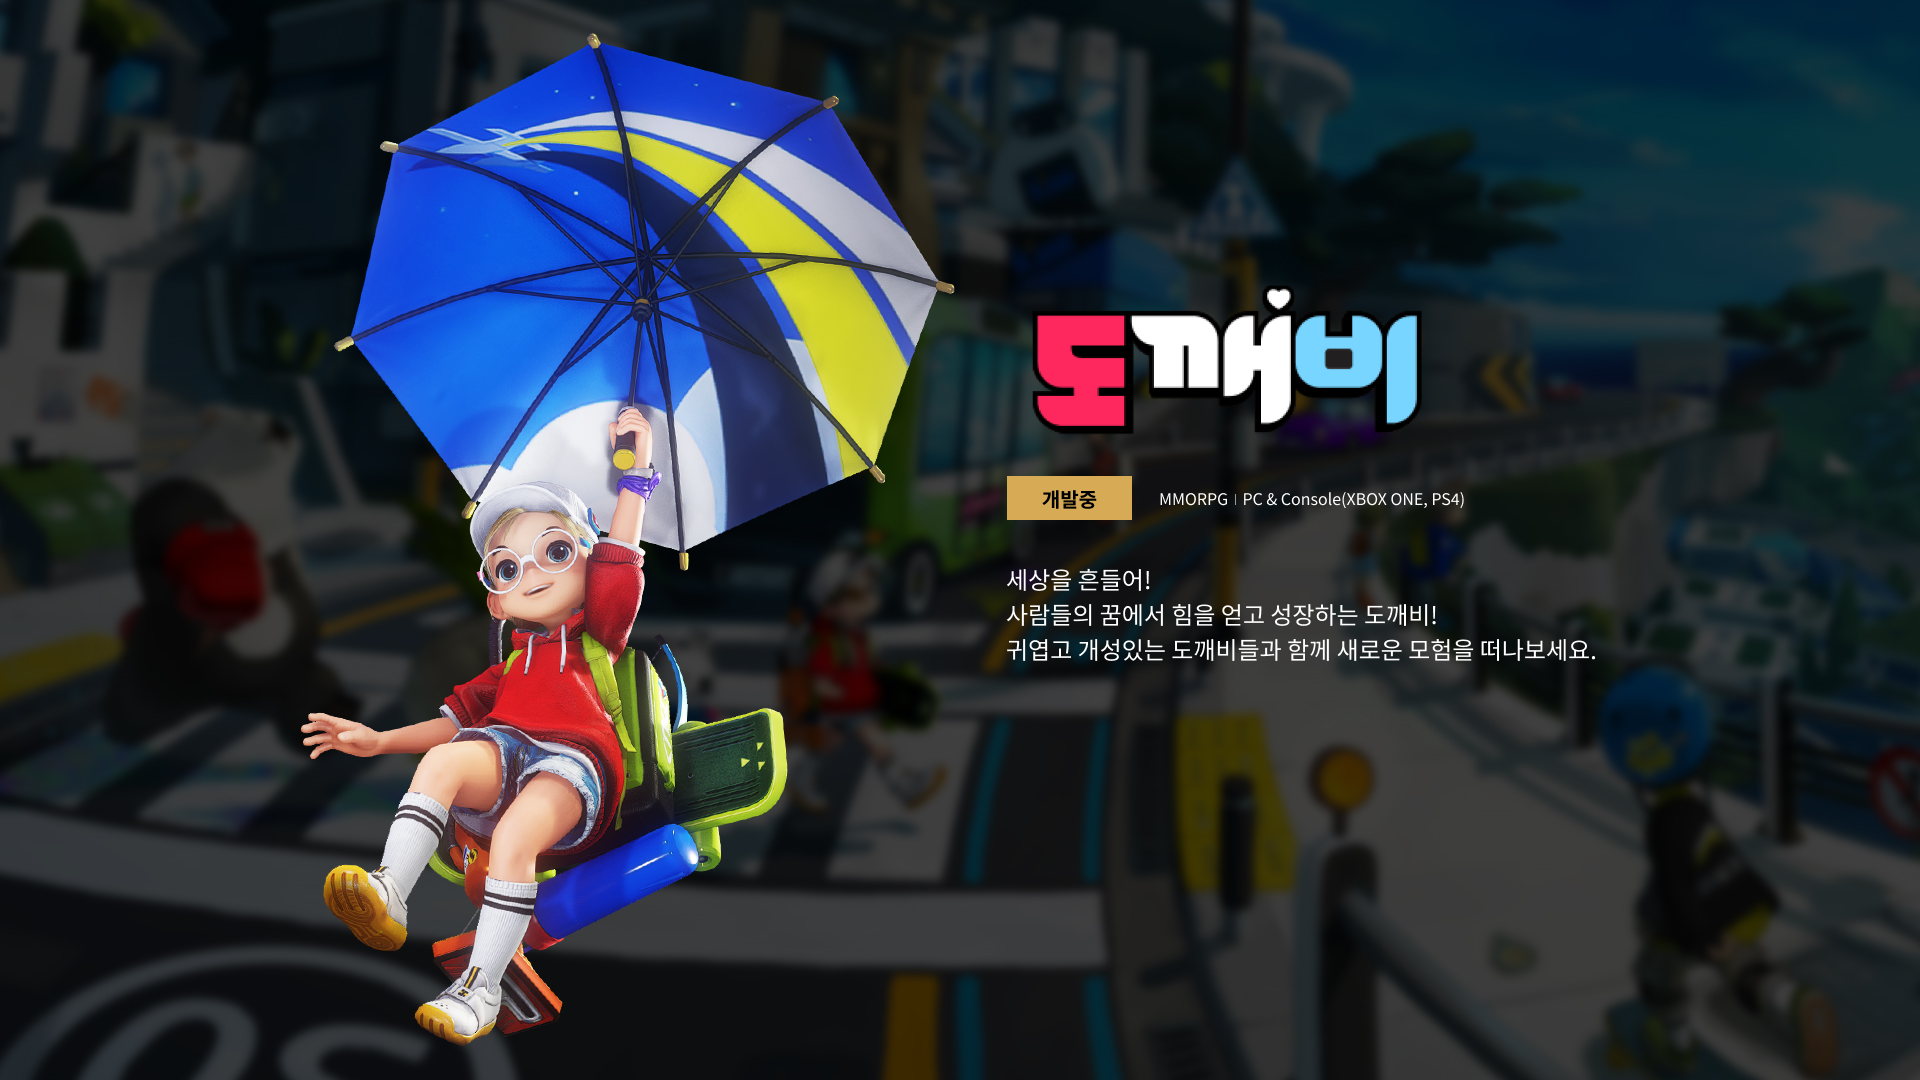 도깨비
개발중
MMORPG | PC & Console(XBOX ONE, PS4)
세상을 흔들어!
사람들의 꿈에서 힘을 얻고 성장하는 도깨비!
귀엽고 개성있는 도깨비들과 함께 새로운 모험을 떠나보세요.